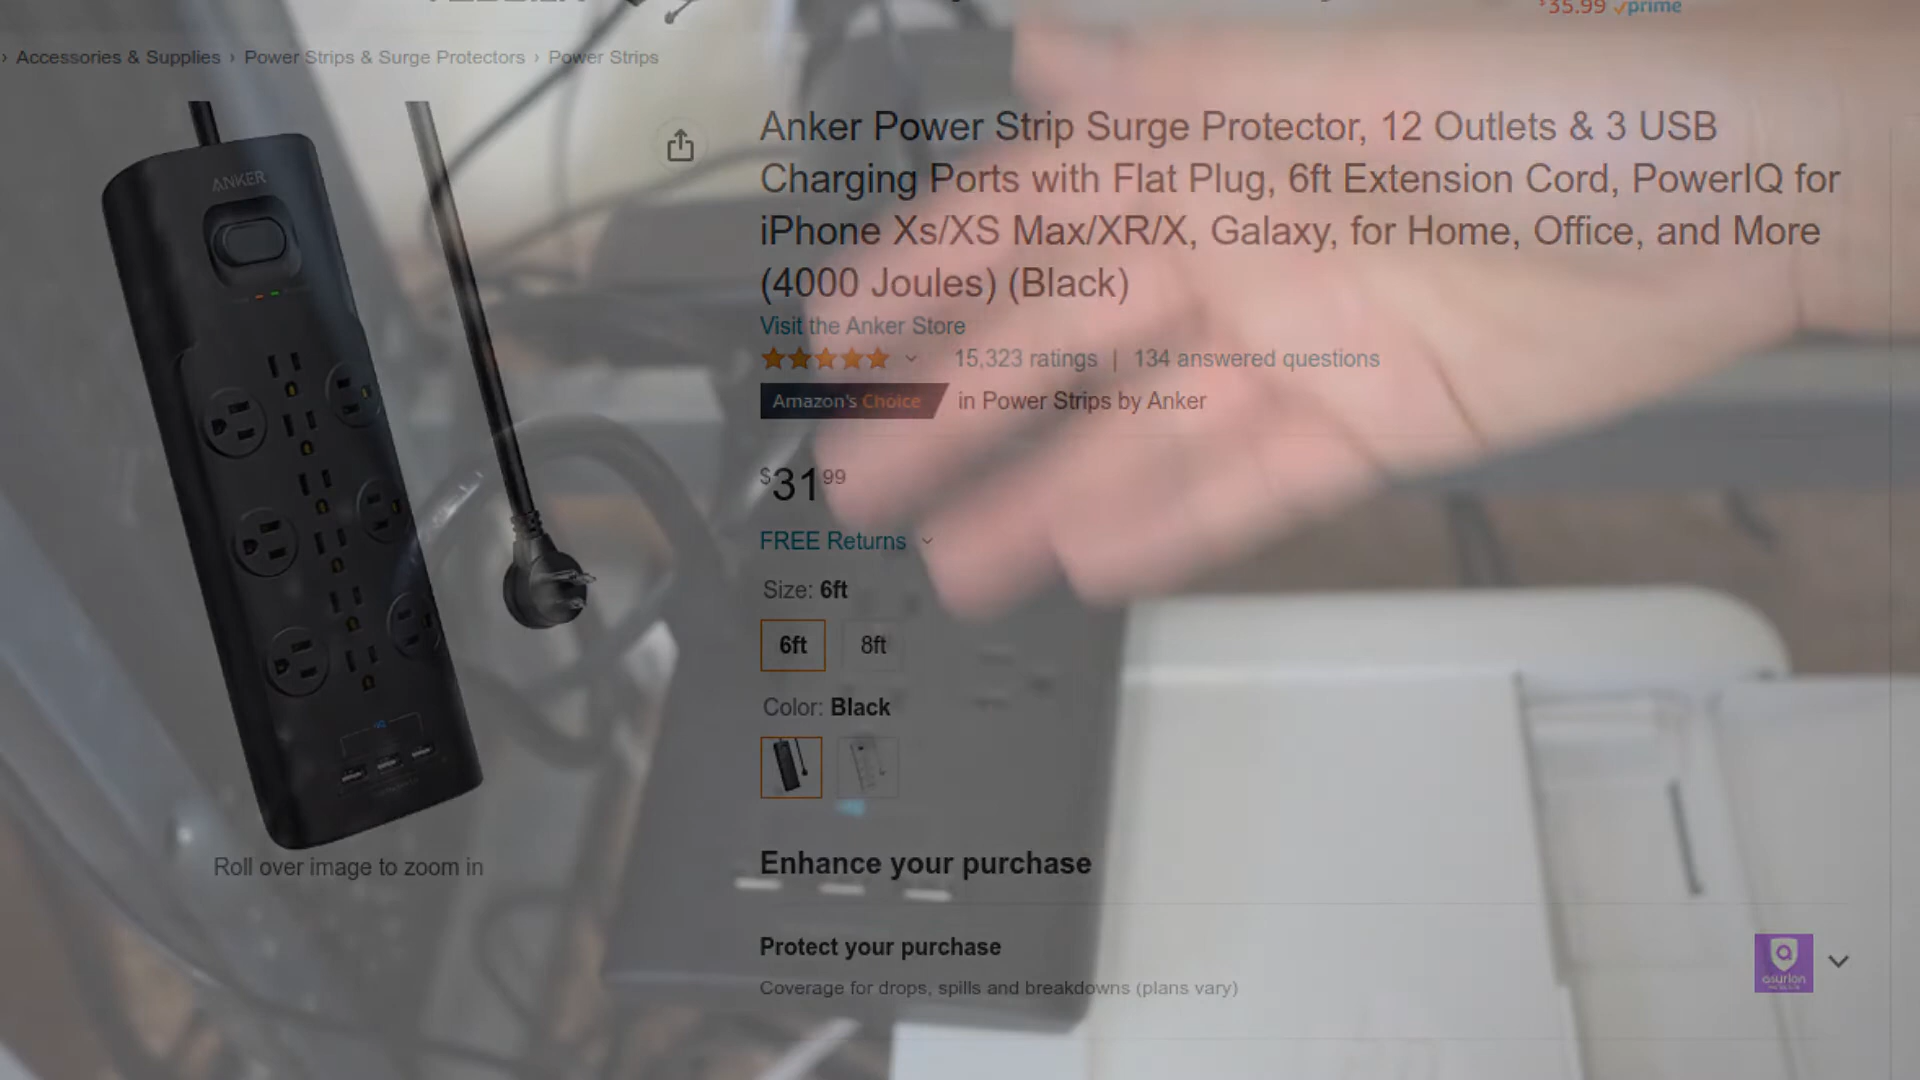 $35.99 prime
› Accessories & Supplies › Power Strips & Surge Protectors › Power Strips
ANKER
Anker Power Strip Surge Protector, 12 Outlets & 3 USB
Charging Ports with Flat Plug, 6ft Extension Cord, PowerIQ for
iPhone Xs/XS Max/XR/X, Galaxy, for Home, Office, and More
(4000 Joules) (Black)
Visit the Anker Store
15,323 ratings | 134 answered questions
Amazon's Choice in Power Strips by Anker
$31 99
FREE Returns
Size: 6ft
6ft 8ft
Color: Black
Roll over image to zoom in
Enhance your purchase
Protect your purchase
Coverage for drops, spills and breakdowns (plans vary)
asurion